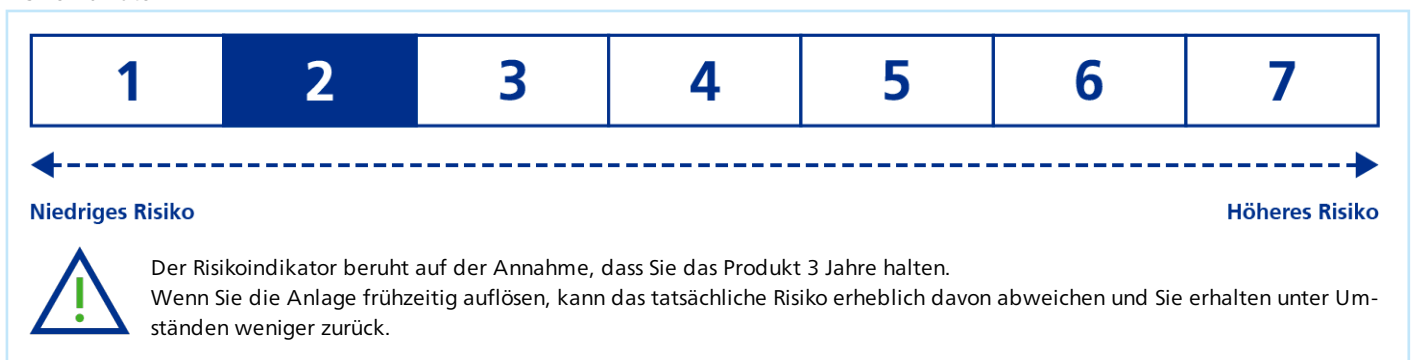 1 2 3 4 5 6 7
Niedriges Risiko Höheres Risiko
Der Risikoindikator beruht auf der Annahme, dass Sie das Produkt 3 Jahre halten.
Wenn Sie die Anlage frühzeitig auflösen, kann das tatsächliche Risiko erheblich davon abweichen und Sie erhalten unter Um-
ständen weniger zurück.